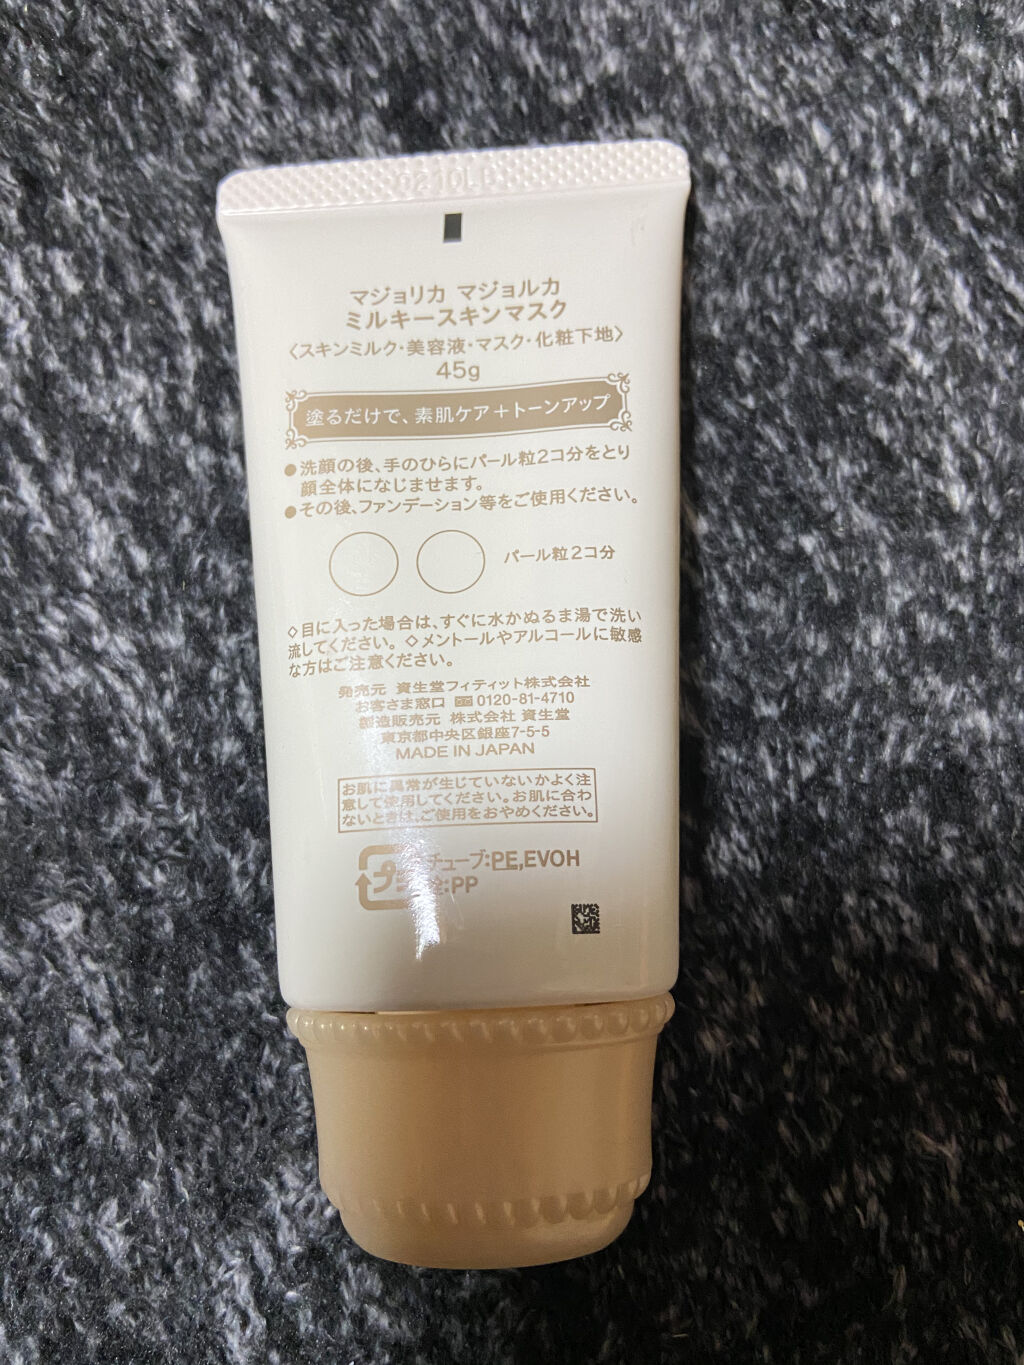 マジョリカ マジョルカ
ミルキースキンマスク
〈スキンミルク・美容液・マスク・化粧下地〉
45g
塗るだけで、素肌ケア＋トーンアップ
●洗顔の後、手のひらにパール粒2コ分をとり
顔全体になじませます。
●その後、ファンデーション等をご使用ください。
パール粒2コ分
◇目に入った場合は、すぐに水かぬるま湯で洗い
流してください。◇メントールやアルコールに敏感
な方はご注意ください。
発売元 資生堂フィティット株式会社
お客さま窓口 0120-81-4710
製造販売元 株式会社 資生堂
東京都中央区銀座7-5-5
MADE IN JAPAN
お肌に異常が生じていないかよく注
意して使用してください。お肌に合わ
ないときは、ご使用をおやめください。
プラ
チューブ:PE,EVOH
栓:PP